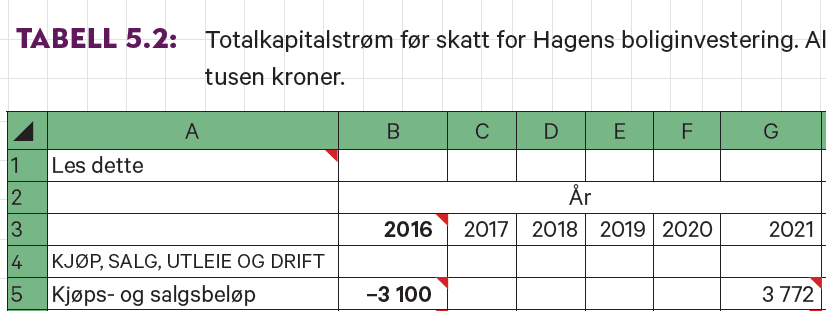 TABELL 5.2: Totalkapitalstrøm før skatt for Hagens boliginvestering. Al
tusen kroner.
A B C D E F G
1 Les dette
2 År
3 2016 2017 2018 2019 2020 2021
4 KJØP, SALG, UTLEIE OG DRIFT
5 Kjøps- og salgsbeløp –3 100 3 772